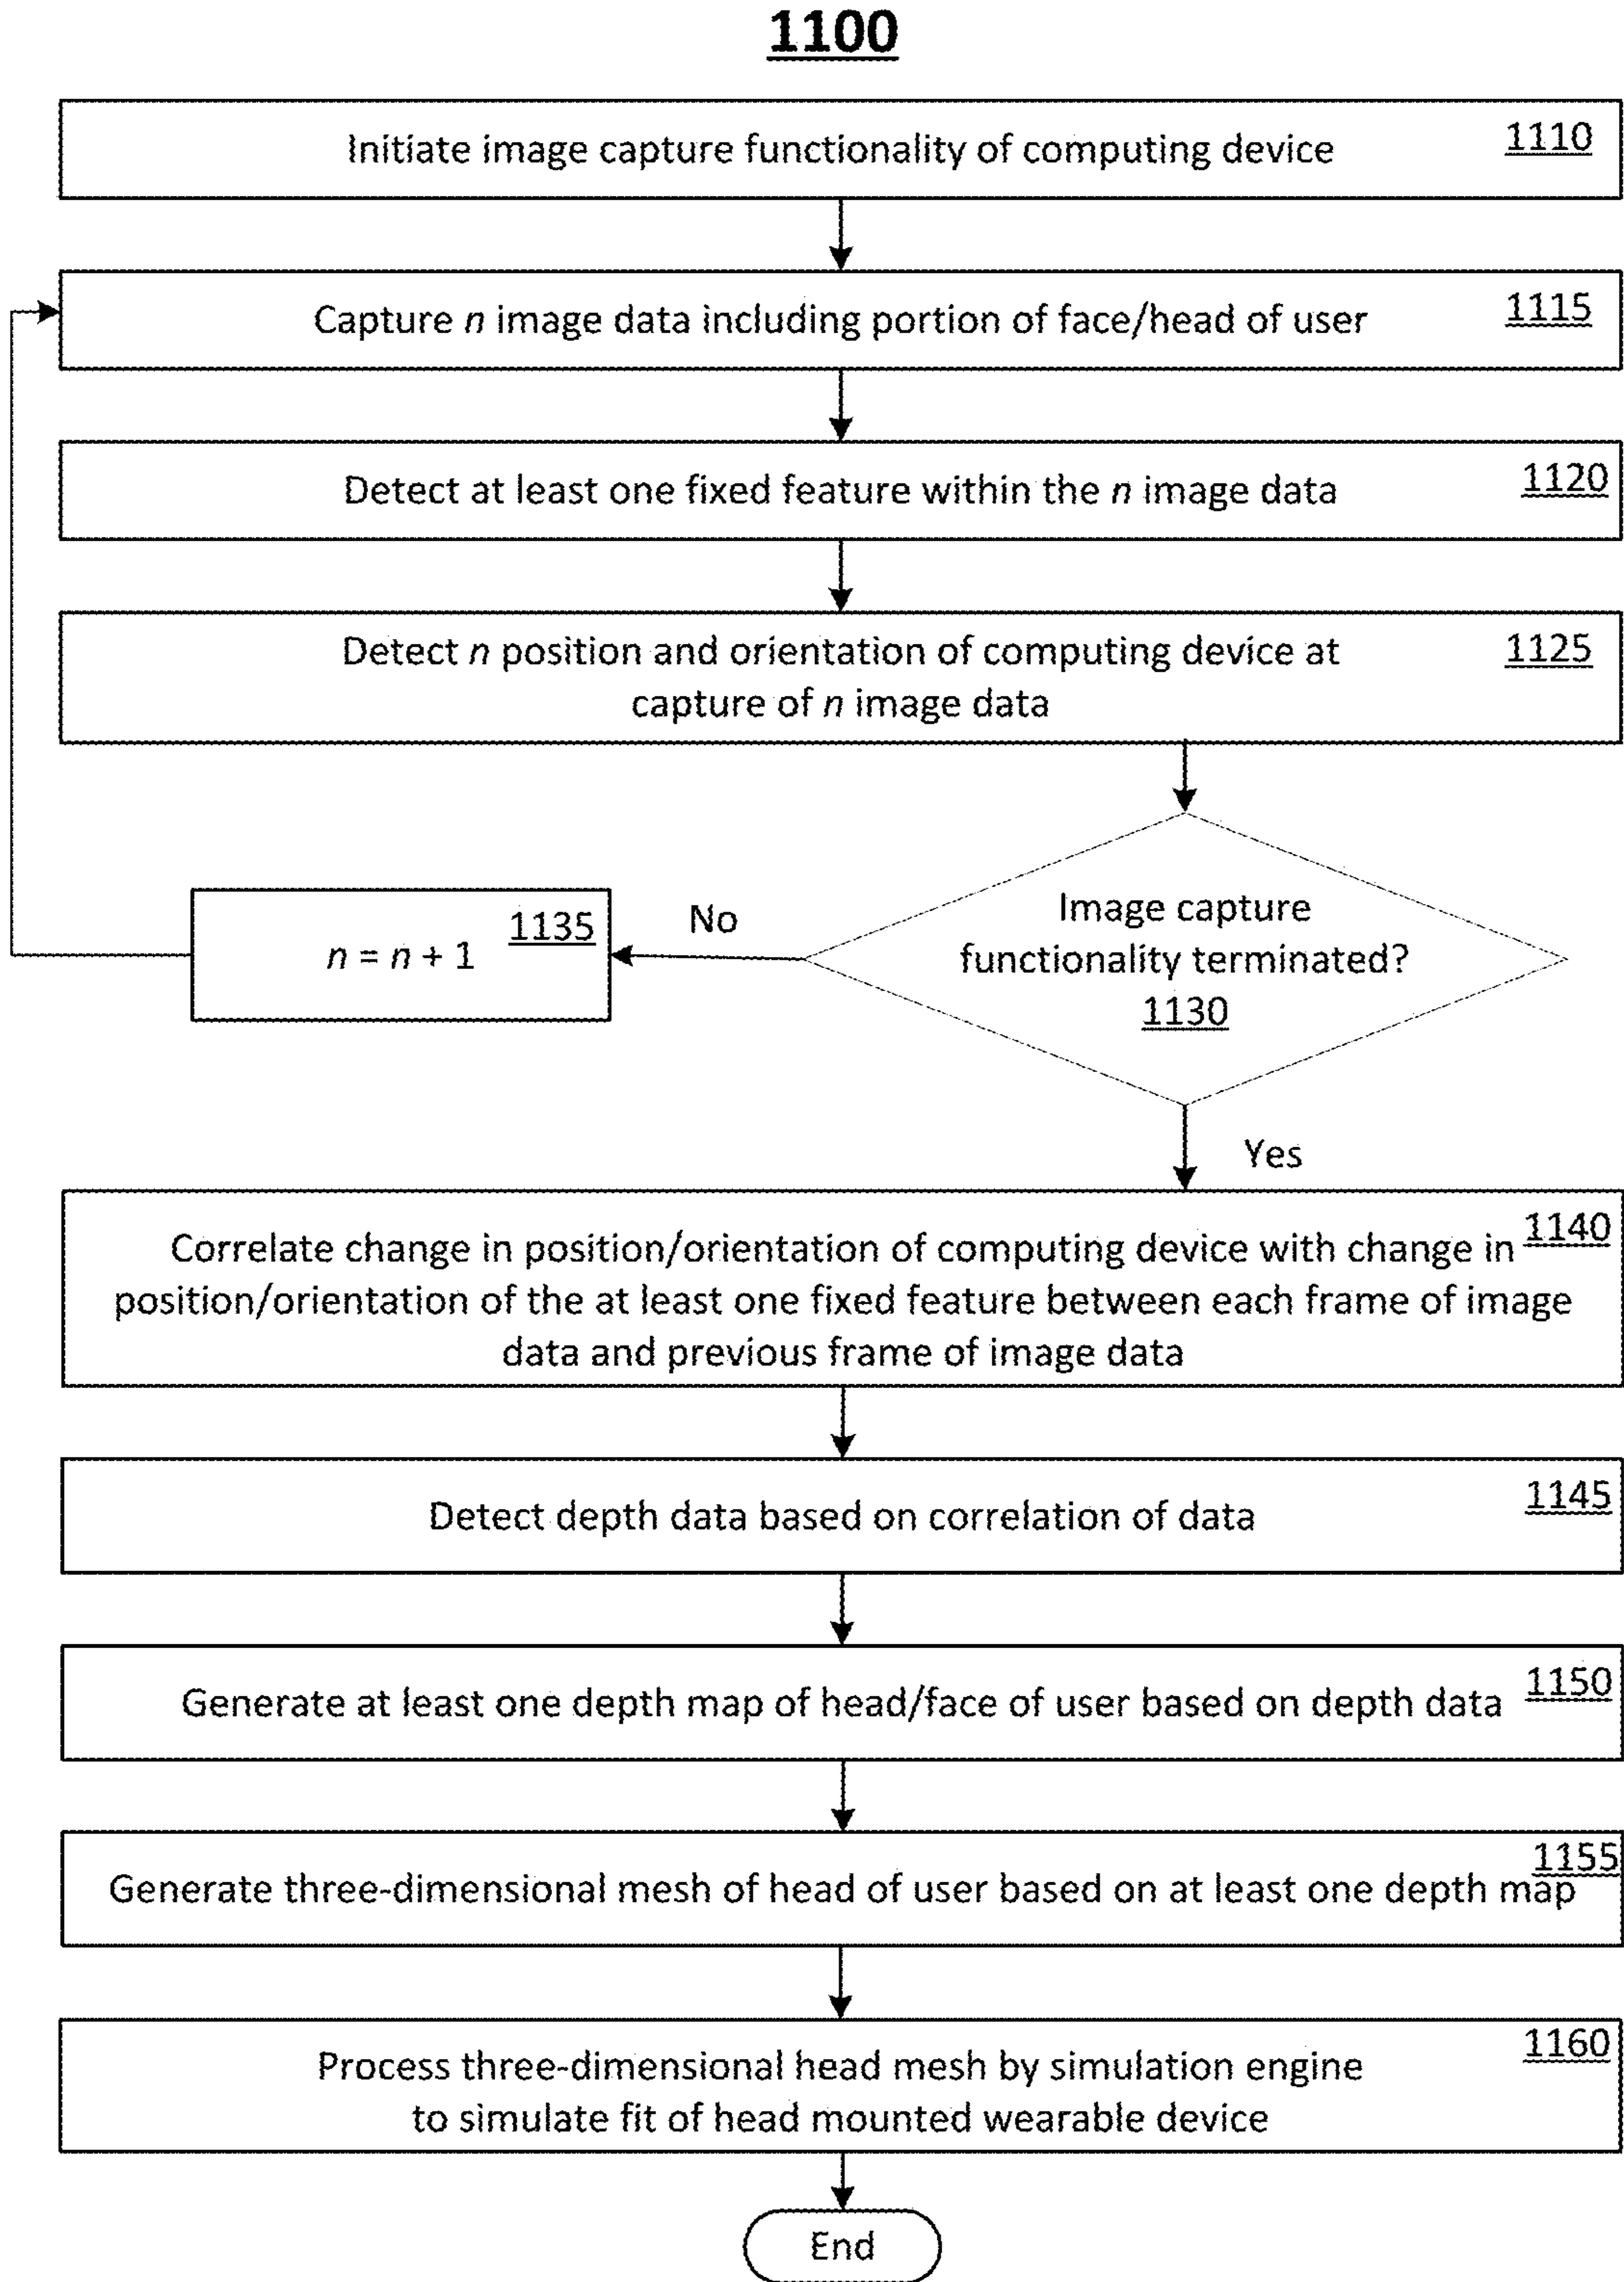 1100
Initiate image capture functionality of computing device 1110
Capture n image data including portion of face/head of user 1115
Detect at least one fixed feature within the n image data 1120
Detect n position and orientation of computing device at 1125
capture of n image data
Image capture
functionality terminated?
1130
No
1135
n = n + 1
Yes
1140
Correlate change in position/orientation of computing device with change in
position/orientation of the at least one fixed feature between each frame of image
data and previous frame of image data
1145
Detect depth data based on correlation of data
1150
Generate at least one depth map of head/face of user based on depth data
1155
Generate three-dimensional mesh of head of user based on at least one depth map
1160
Process three-dimensional head mesh by simulation engine
to simulate fit of head mounted wearable device
End